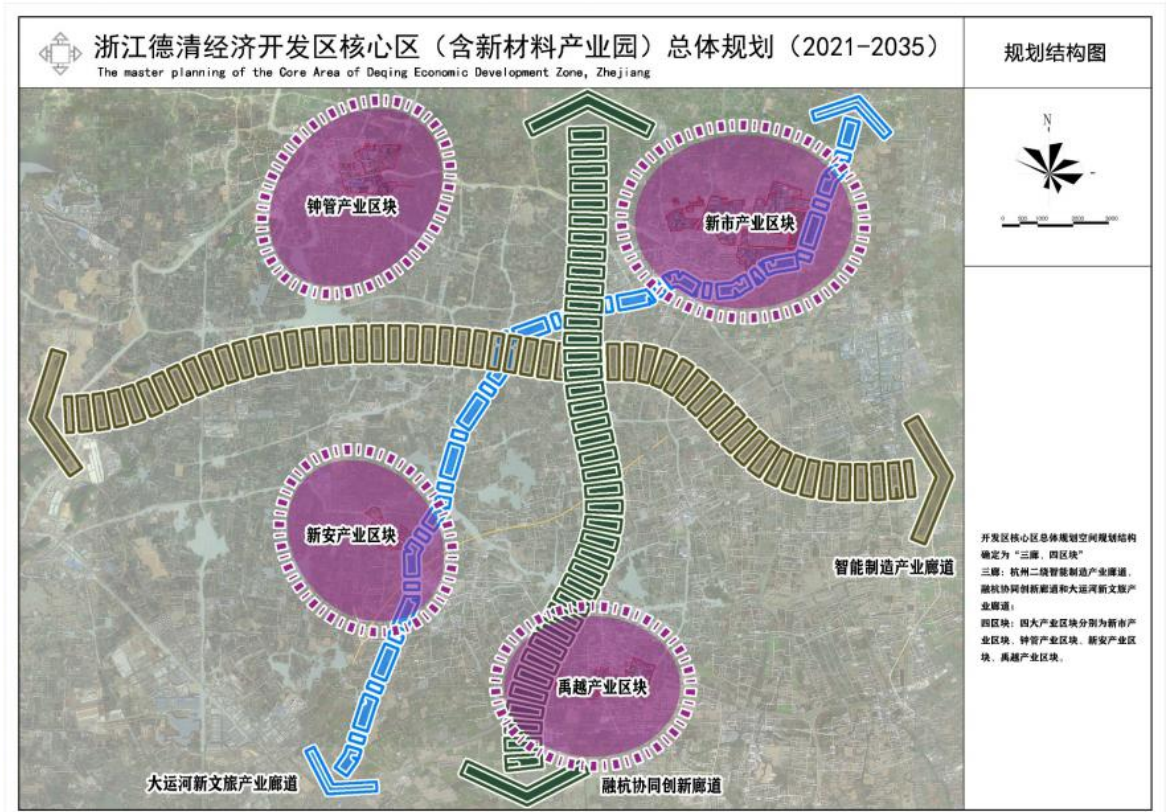 浙江德清经济开发区核心区（含新材料产业园）总体规划（2021-2035）
The master planning of the Core Area of Deqing Economic Development Zone, Zhejiang
规划结构图
N
0 500 1000 2000 3000
钟管产业区块
新市产业区块
新安产业区块
智能制造产业廊道
禹越产业区块
大运河新文旅产业廊道
融杭协同创新廊道
开发区核心区总体规划空间规划结构
确定为“三廊、四区块”
三廊：杭州二绕智能制造产业廊道、
融杭协同创新廊道和大运河新文旅产
业廊道；
四区块：四大产业区块分别为新市产
业区块、钟管产业区块、新安产业区
块、禹越产业区块。